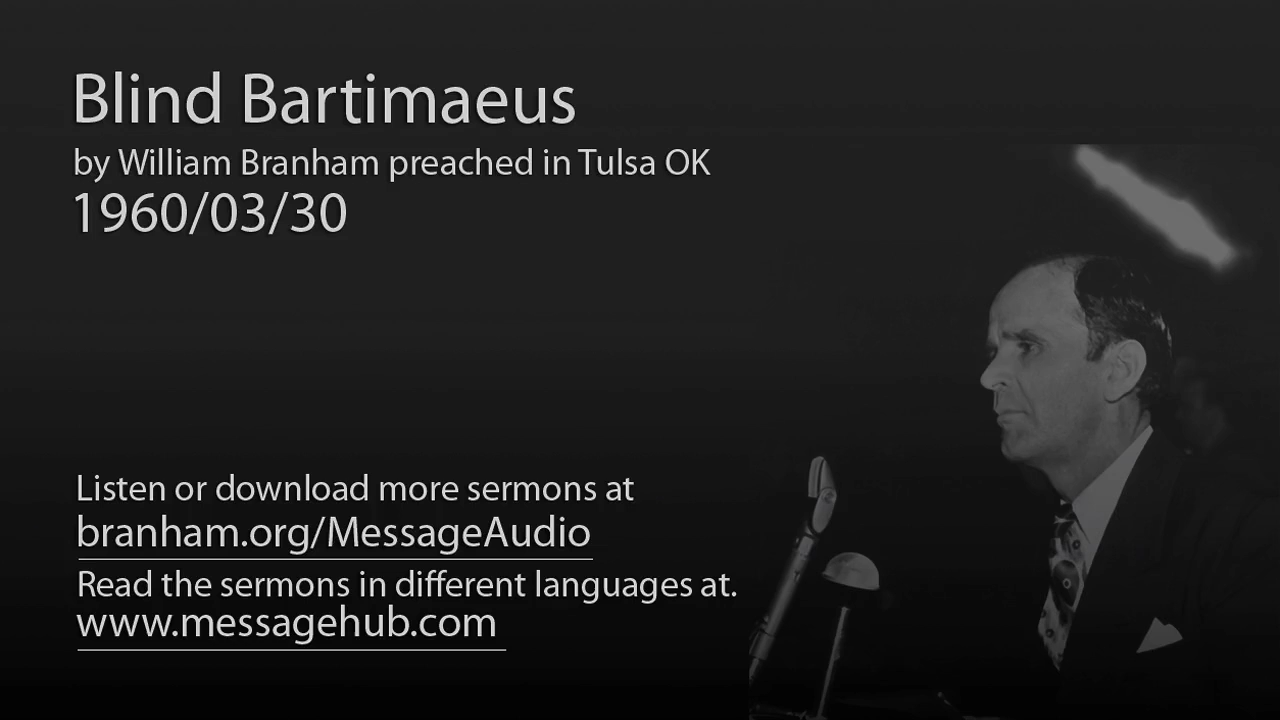 Blind Bartimaeus
by William Branham preached in Tulsa OK
1960/03/30
Listen or download more sermons at
branham.org/MessageAudio
Read the sermons in different languages at.
www.messagehub.com